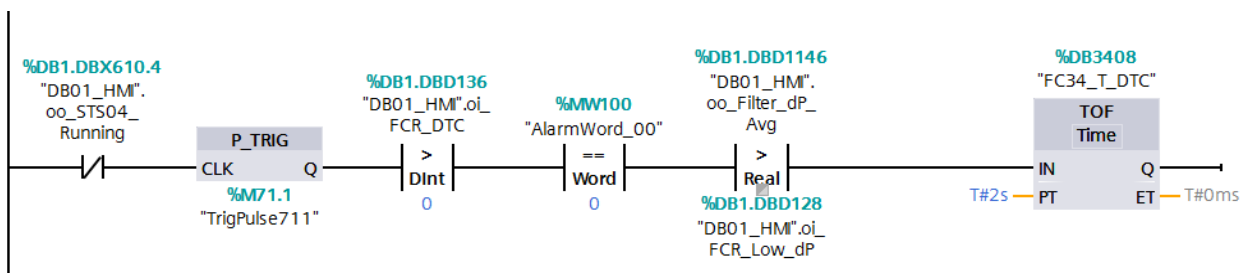 %DB1.DBX610.4
"DB01_HMI".
oo_STS04_
Running
P_TRIG
CLK Q
%M71.1
"TrigPulse711"
%DB1.DBD136
"DB01_HMI".oi_
FCR_DTC
>
DInt
0
%MW100
"AlarmWord_00"
==
Word
0
%DB1.DBD1146
"DB01_HMI".
oo_Filter_dP_
Avg
>
Real
%DB1.DBD128
"DB01_HMI".oi_
FCR_Low_dP
%DB3408
"FC34_T_DTC"
TOF
Time
IN Q
T#2s PT ET T#0ms